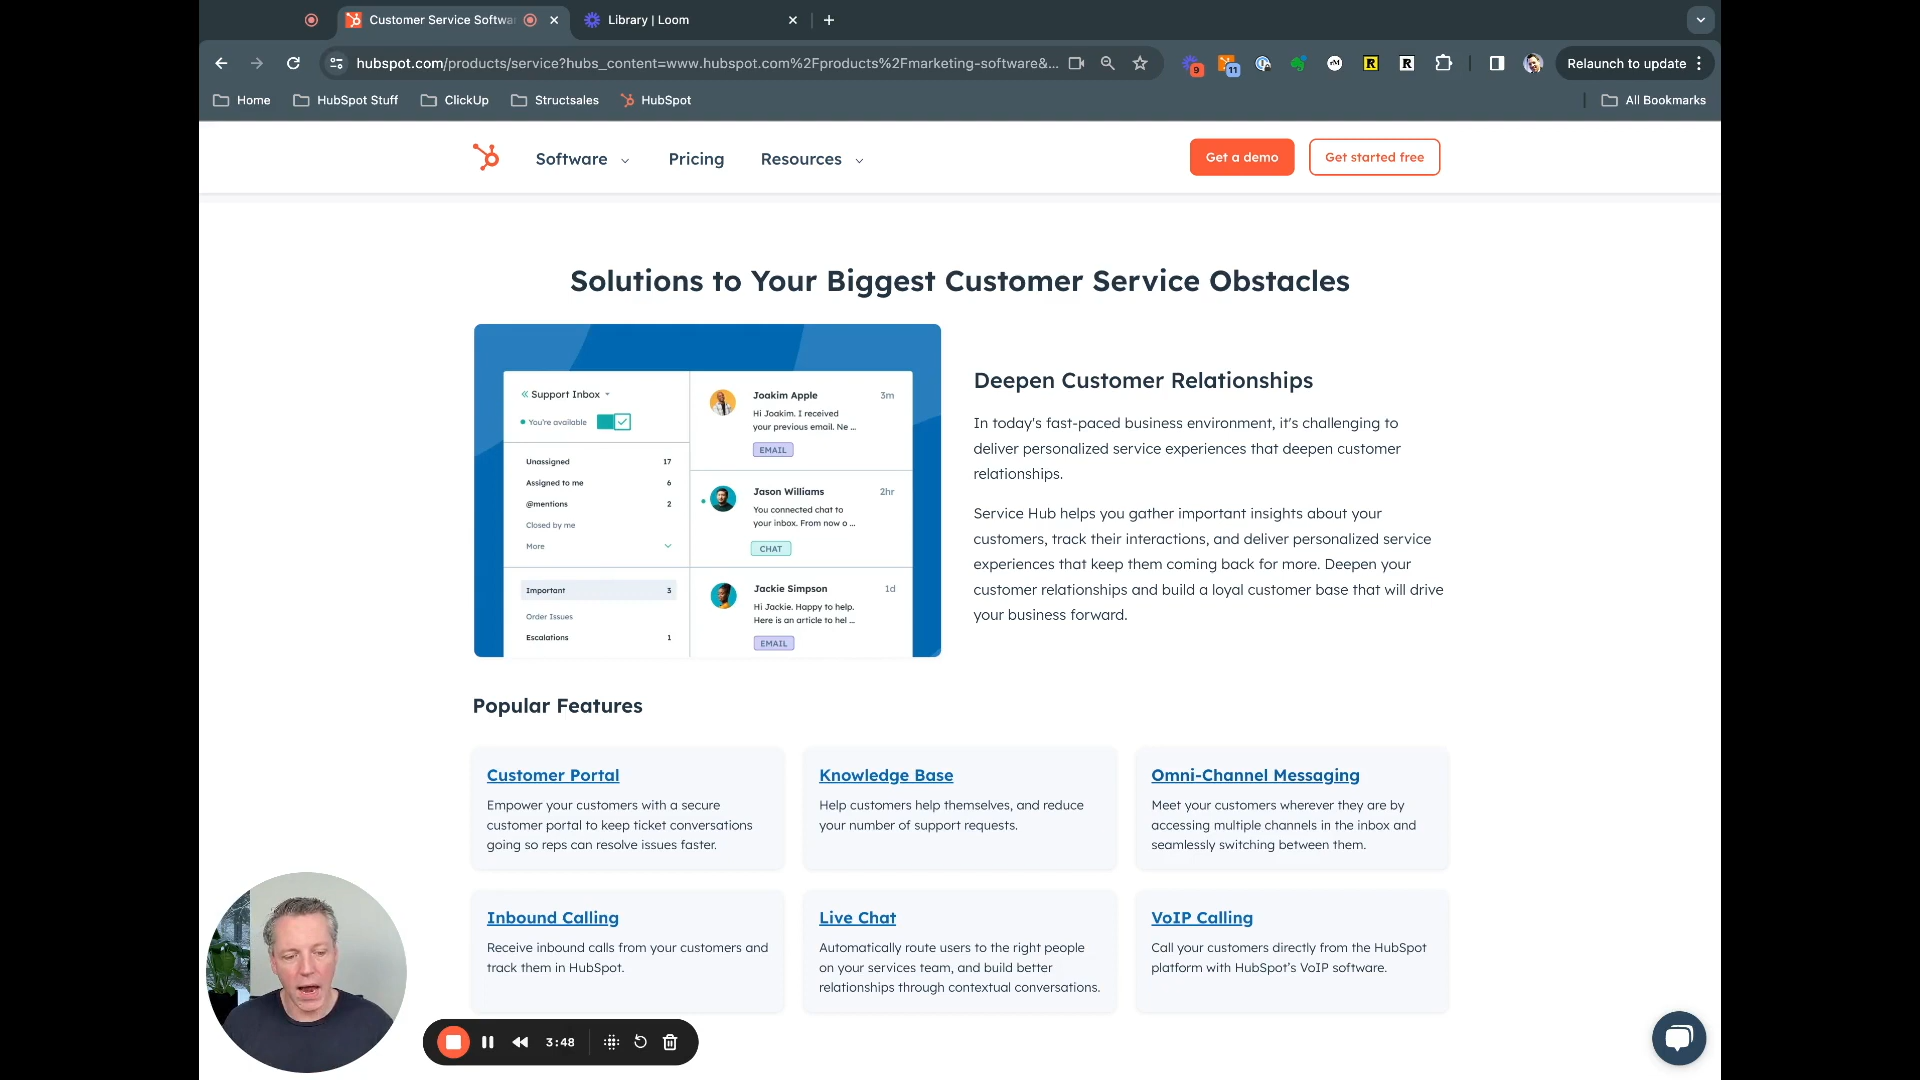 Customer Service Softwa
Library | Loom
hubspot.com/products/service?hubs_content=www.hubspot.com%2Fproducts%2Fmarketing-software&...
9
11
Relaunch to update
Home
HubSpot Stuff
ClickUp
Structsales
HubSpot
All Bookmarks
Software
Pricing
Resources
Get a demo
Get started free
Solutions to Your Biggest Customer Service Obstacles
« Support Inbox
You're available
Unassigned 17
Assigned to me 6
@mentions 2
Closed by me
More
Important 3
Order Issues
Escalations 1
Joakim Apple 3m
Hi Joakim. I received
your previous email. Ne ...
EMAIL
Jason Williams 2hr
You connected chat to
your inbox. From now o ...
CHAT
Jackie Simpson 1d
Hi Jackie. Happy to help.
Here is an article to hel ...
EMAIL
Deepen Customer Relationships
In today's fast-paced business environment, it's challenging to
deliver personalized service experiences that deepen customer
relationships.
Service Hub helps you gather important insights about your
customers, track their interactions, and deliver personalized service
experiences that keep them coming back for more. Deepen your
customer relationships and build a loyal customer base that will drive
your business forward.
Popular Features
Customer Portal
Empower your customers with a secure
customer portal to keep ticket conversations
going so reps can resolve issues faster.
Knowledge Base
Help customers help themselves, and reduce
your number of support requests.
Omni-Channel Messaging
Meet your customers wherever they are by
accessing multiple channels in the inbox and
seamlessly switching between them.
Inbound Calling
Receive inbound calls from your customers and
track them in HubSpot.
Live Chat
Automatically route users to the right people
on your services team, and build better
relationships through contextual conversations.
VoIP Calling
Call your customers directly from the HubSpot
platform with HubSpot's VoIP software.
3:48